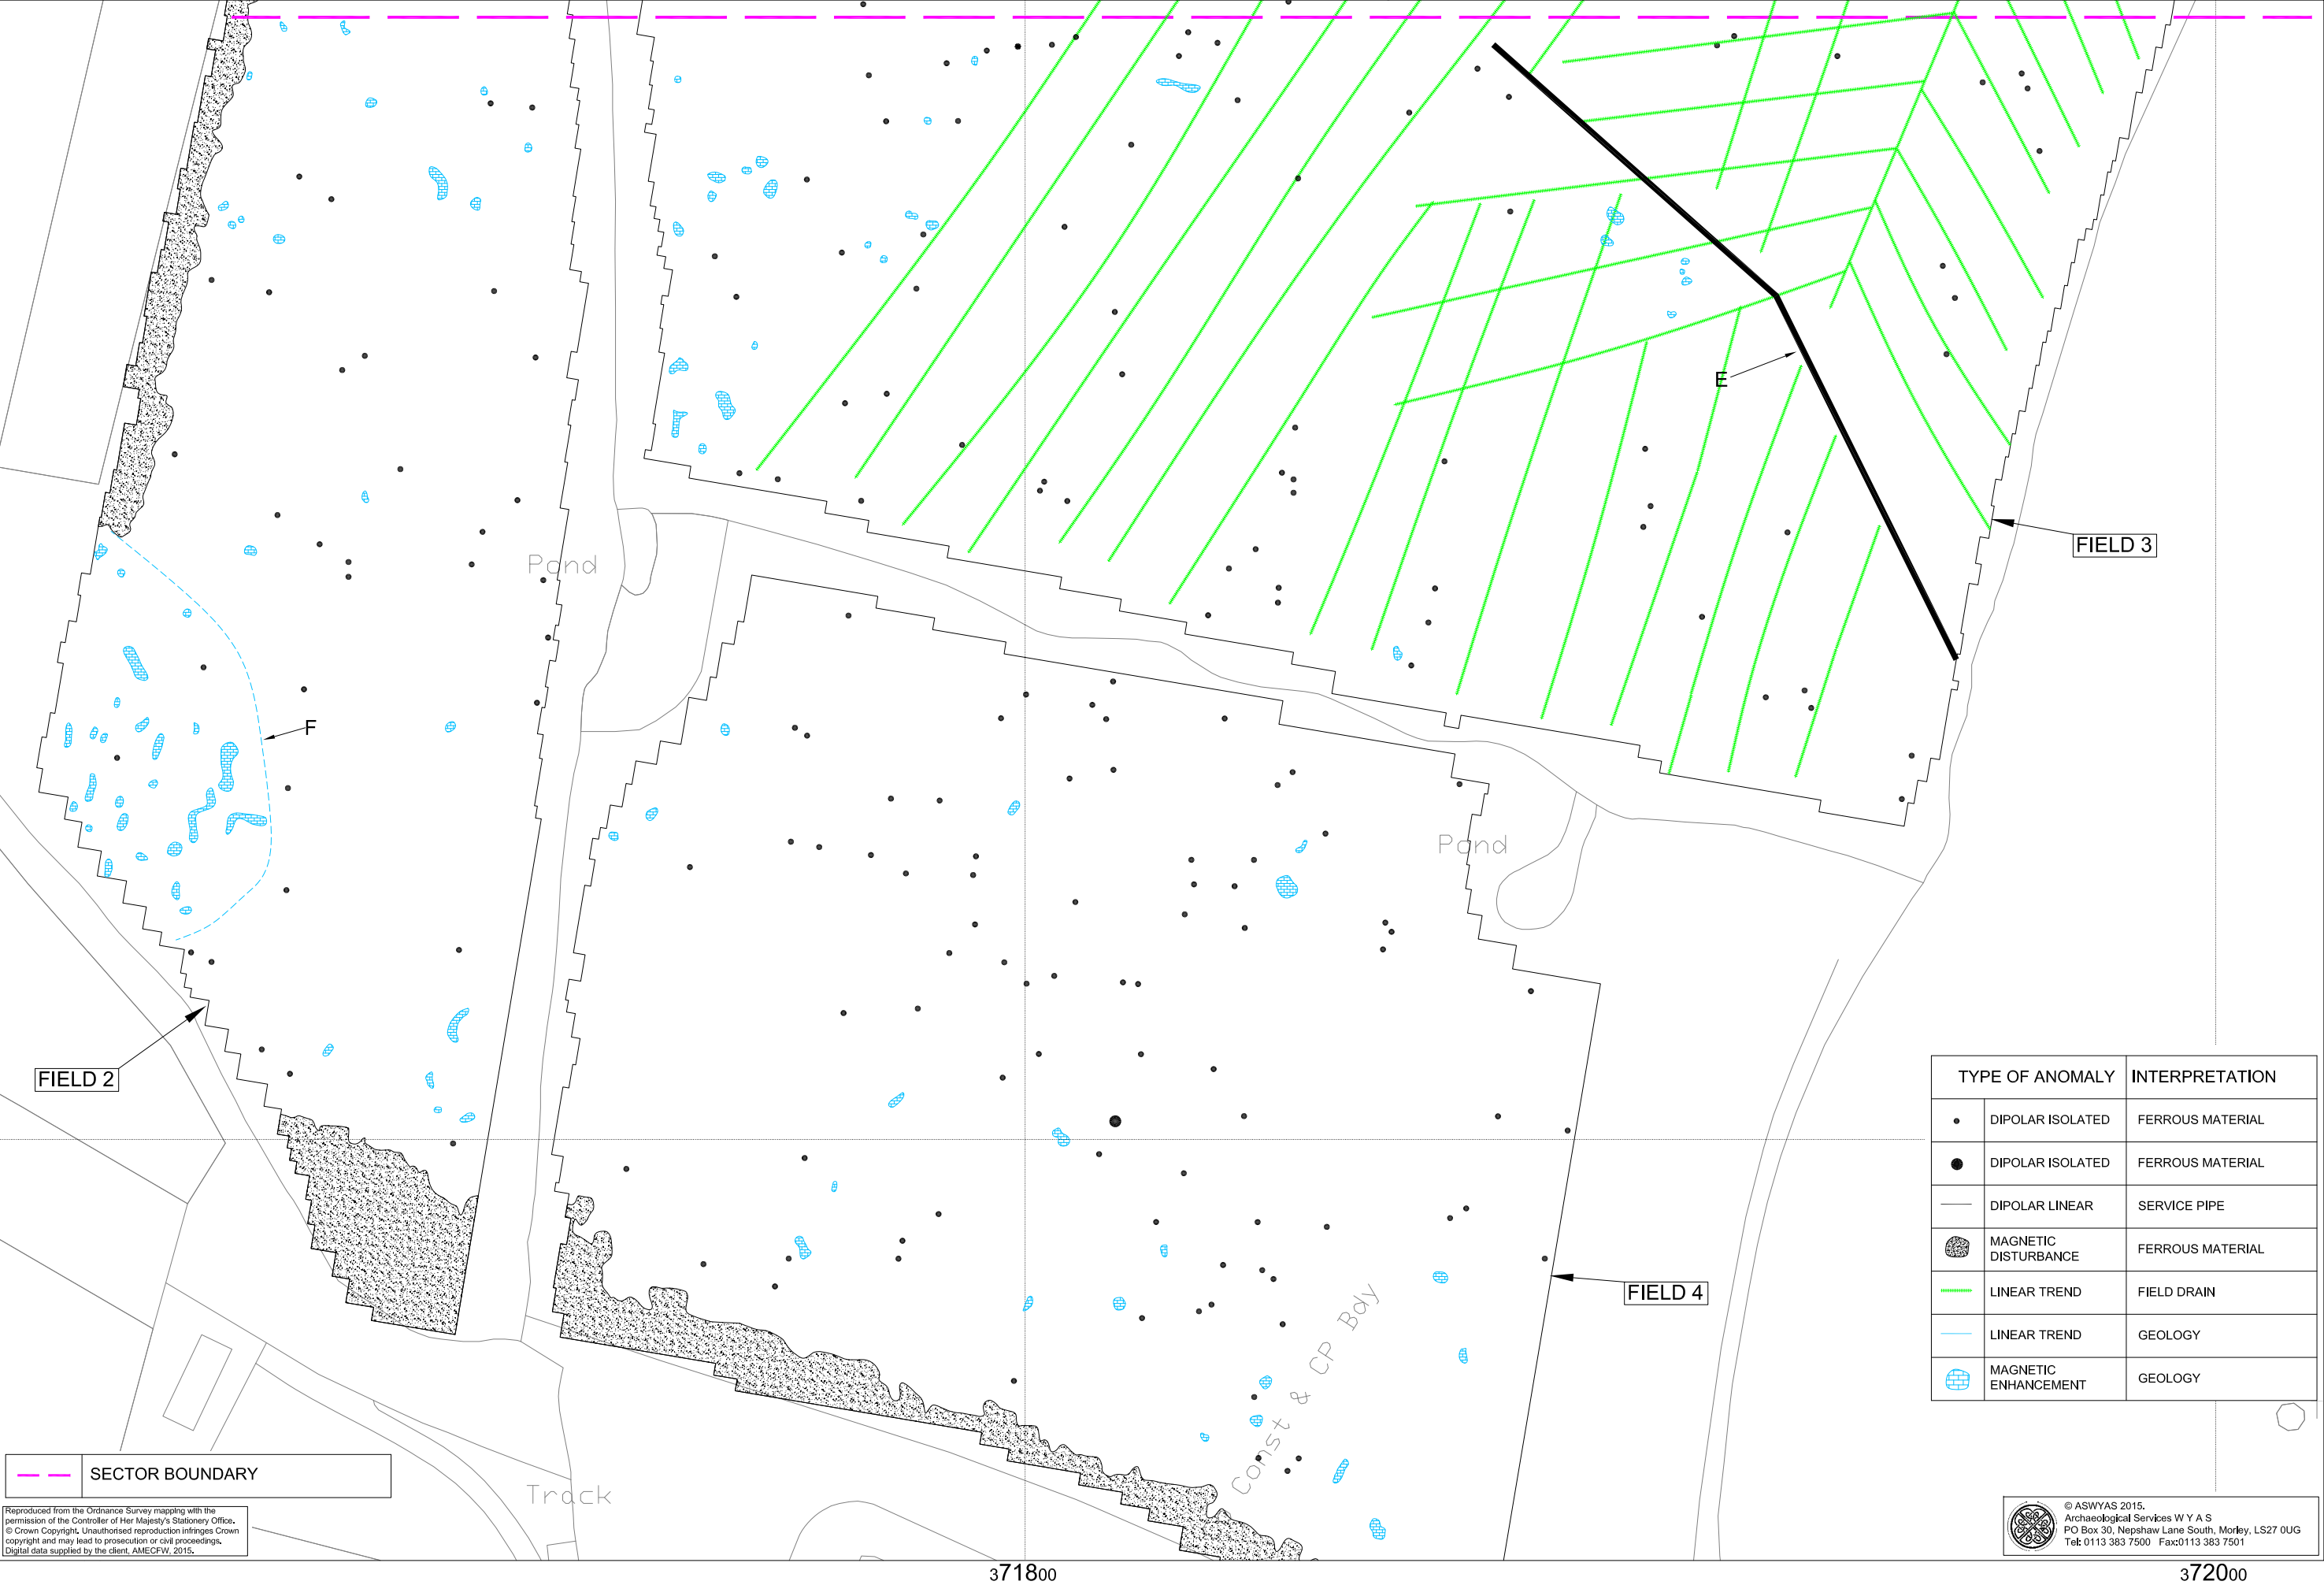 E
FIELD 3
Pond
F
Pond
FIELD 2
FIELD 4
Const & CP Bdy
Track
TYPE OF ANOMALY INTERPRETATION
DIPOLAR ISOLATED FERROUS MATERIAL
DIPOLAR ISOLATED FERROUS MATERIAL
DIPOLAR LINEAR SERVICE PIPE
MAGNETIC
DISTURBANCE FERROUS MATERIAL
LINEAR TREND FIELD DRAIN
LINEAR TREND GEOLOGY
MAGNETIC
ENHANCEMENT GEOLOGY
SECTOR BOUNDARY
Reproduced from the Ordnance Survey mapping with the
permission of the Controller of Her Majesty's Stationery Office.
© Crown Copyright. Unauthorised reproduction infringes Crown
copyright and may lead to prosecution or civil proceedings.
Digital data supplied by the client, AMECFW, 2015.
© ASWYAS 2015.
Archaeological Services W Y A S
PO Box 30, Nepshaw Lane South, Morley, LS27 0UG
Tel: 0113 383 7500 Fax:0113 383 7501
371800
372000